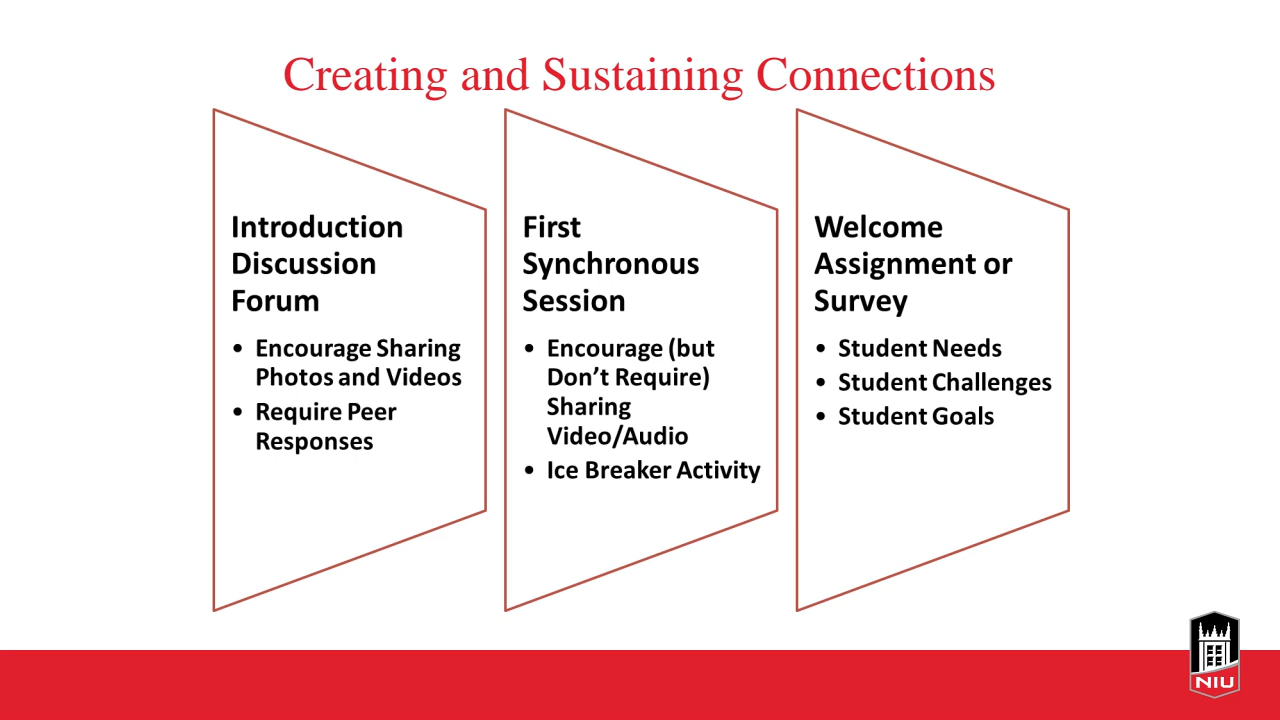 Creating and Sustaining Connections
Introduction
Discussion
Forum
• Encourage Sharing
Photos and Videos
• Require Peer
Responses
First
Synchronous
Session
• Encourage (but
Don’t Require)
Sharing
Video/Audio
• Ice Breaker Activity
Welcome
Assignment or
Survey
• Student Needs
• Student Challenges
• Student Goals
NIU